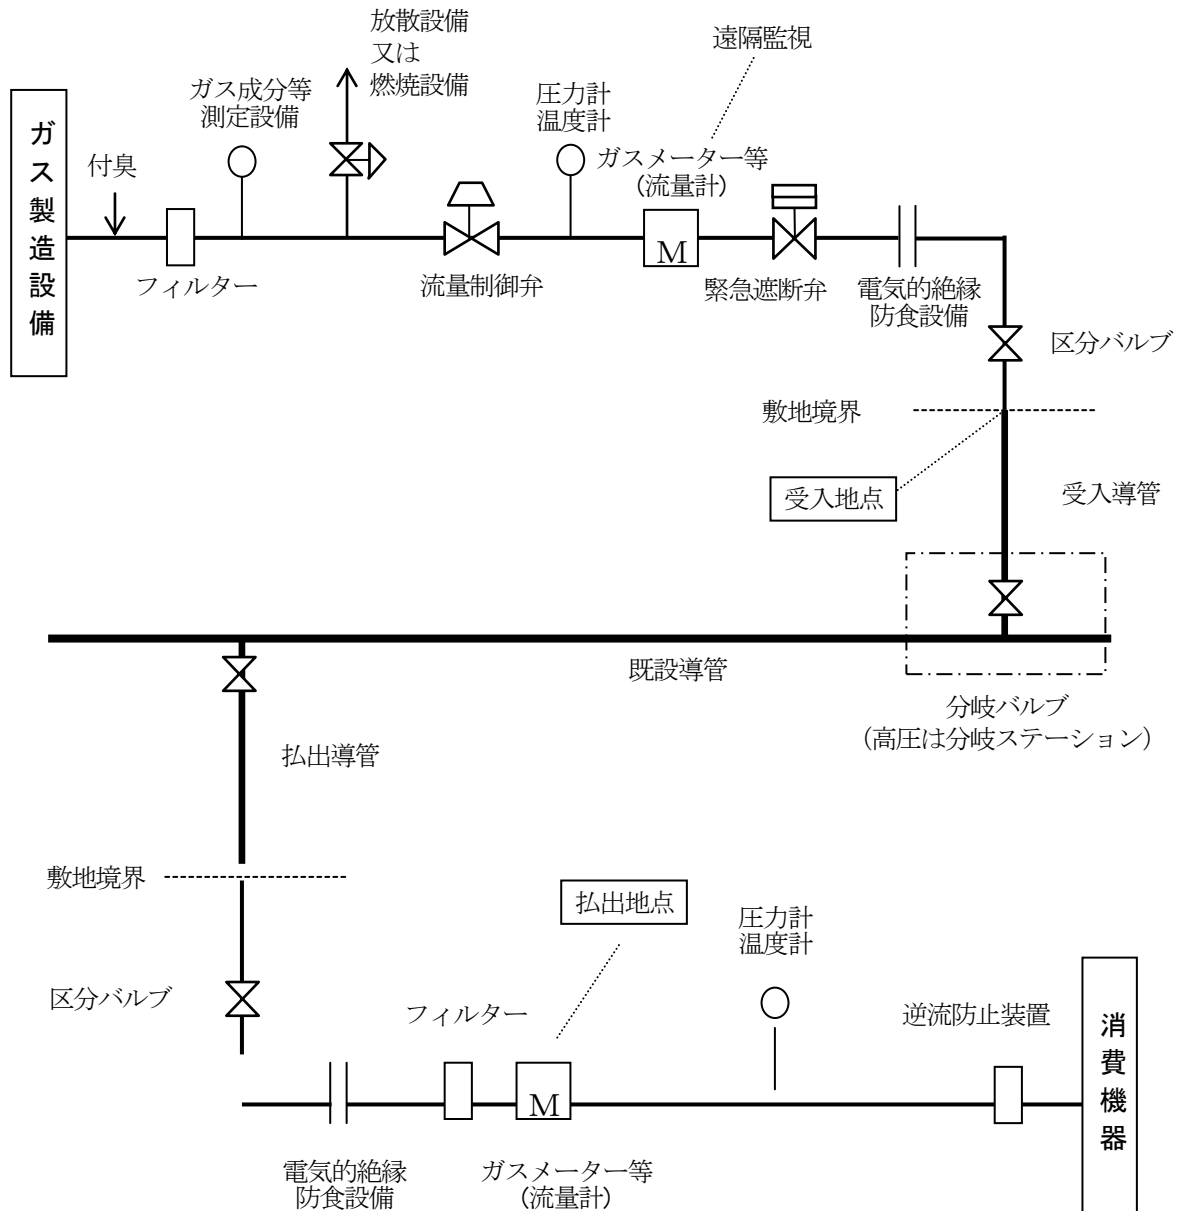 放散設備
又は
燃焼設備
遠隔監視
ガス成分等
測定設備
圧力計
温度計
ガス製造設備
付臭
ガスメーター等
(流量計)
M
フィルター
流量制御弁
緊急遮断弁
電気的絶縁
防食設備
区分バルブ
敷地境界
受入地点
受入導管
既設導管
分岐バルブ
（高圧は分岐ステーション）
払出導管
敷地境界
払出地点
圧力計
温度計
区分バルブ
フィルター
逆流防止装置
消費機器
M
電気的絶縁
防食設備
ガスメーター等
(流量計)